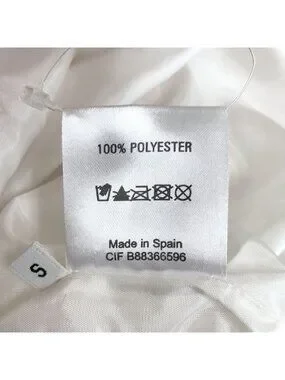 100% POLYESTER
Made in Spain
CIF B88366596
S